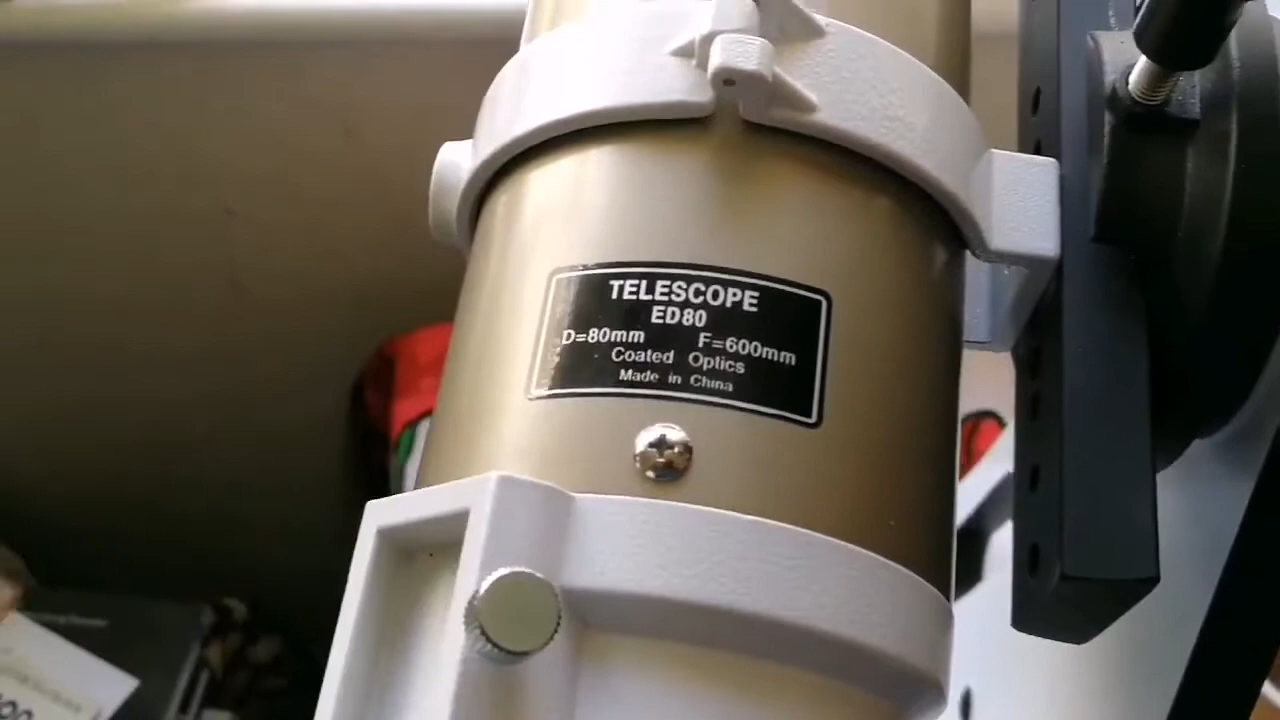 TELESCOPE
ED80
D=80mm F=600mm
Coated Optics
Made in China